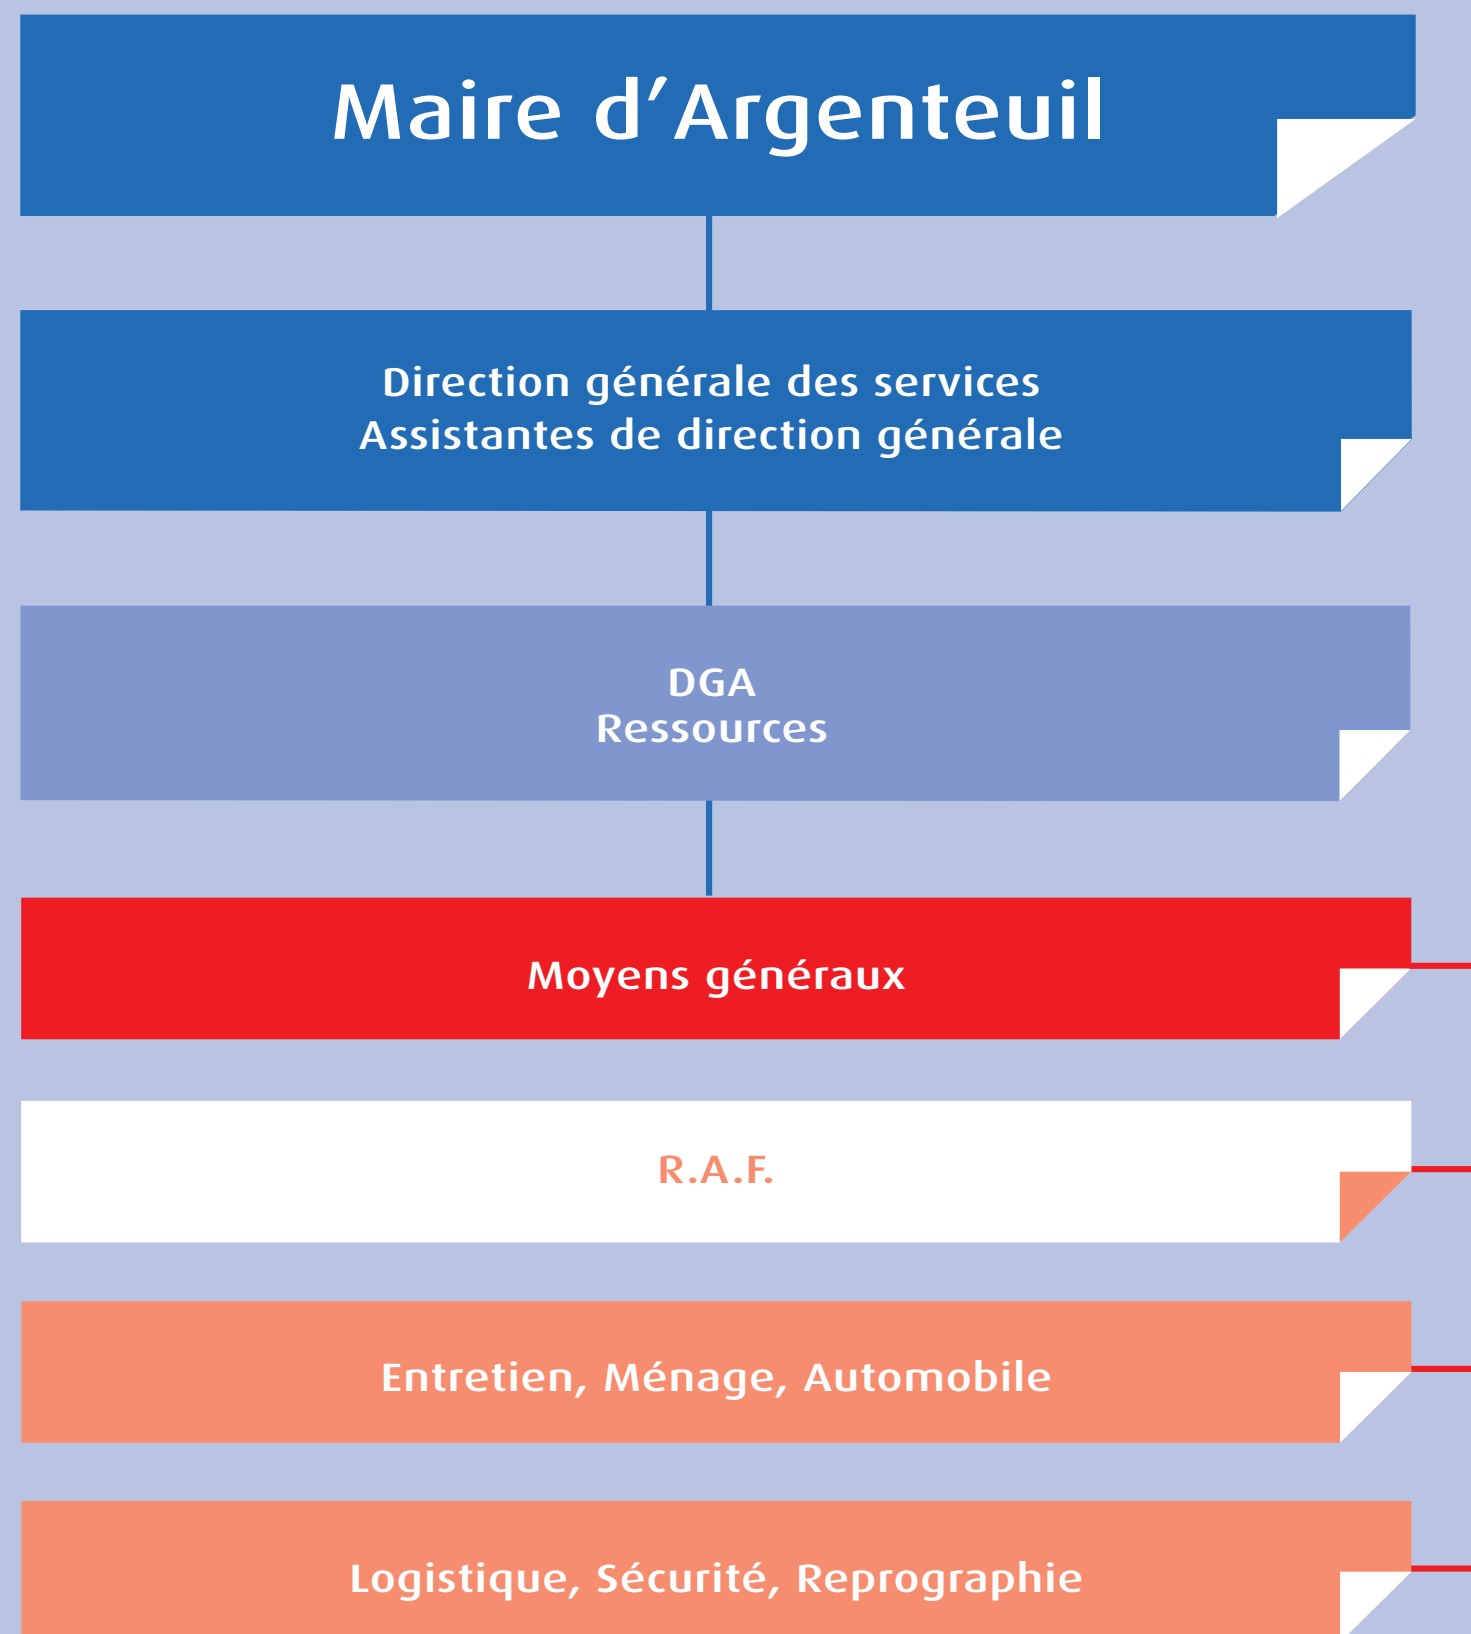 Maire d’Argenteuil
Direction générale des services
Assistantes de direction générale
DGA
Ressources
Moyens généraux
R.A.F.
Entretien, Ménage, Automobile
Logistique, Sécurité, Reprographie